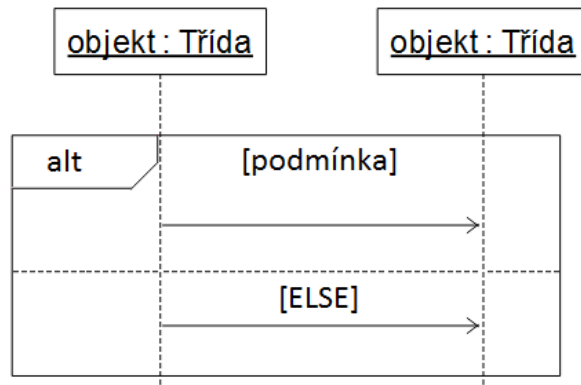 objekt : Třída
objekt : Třída
alt
[podmínka]
[ELSE]